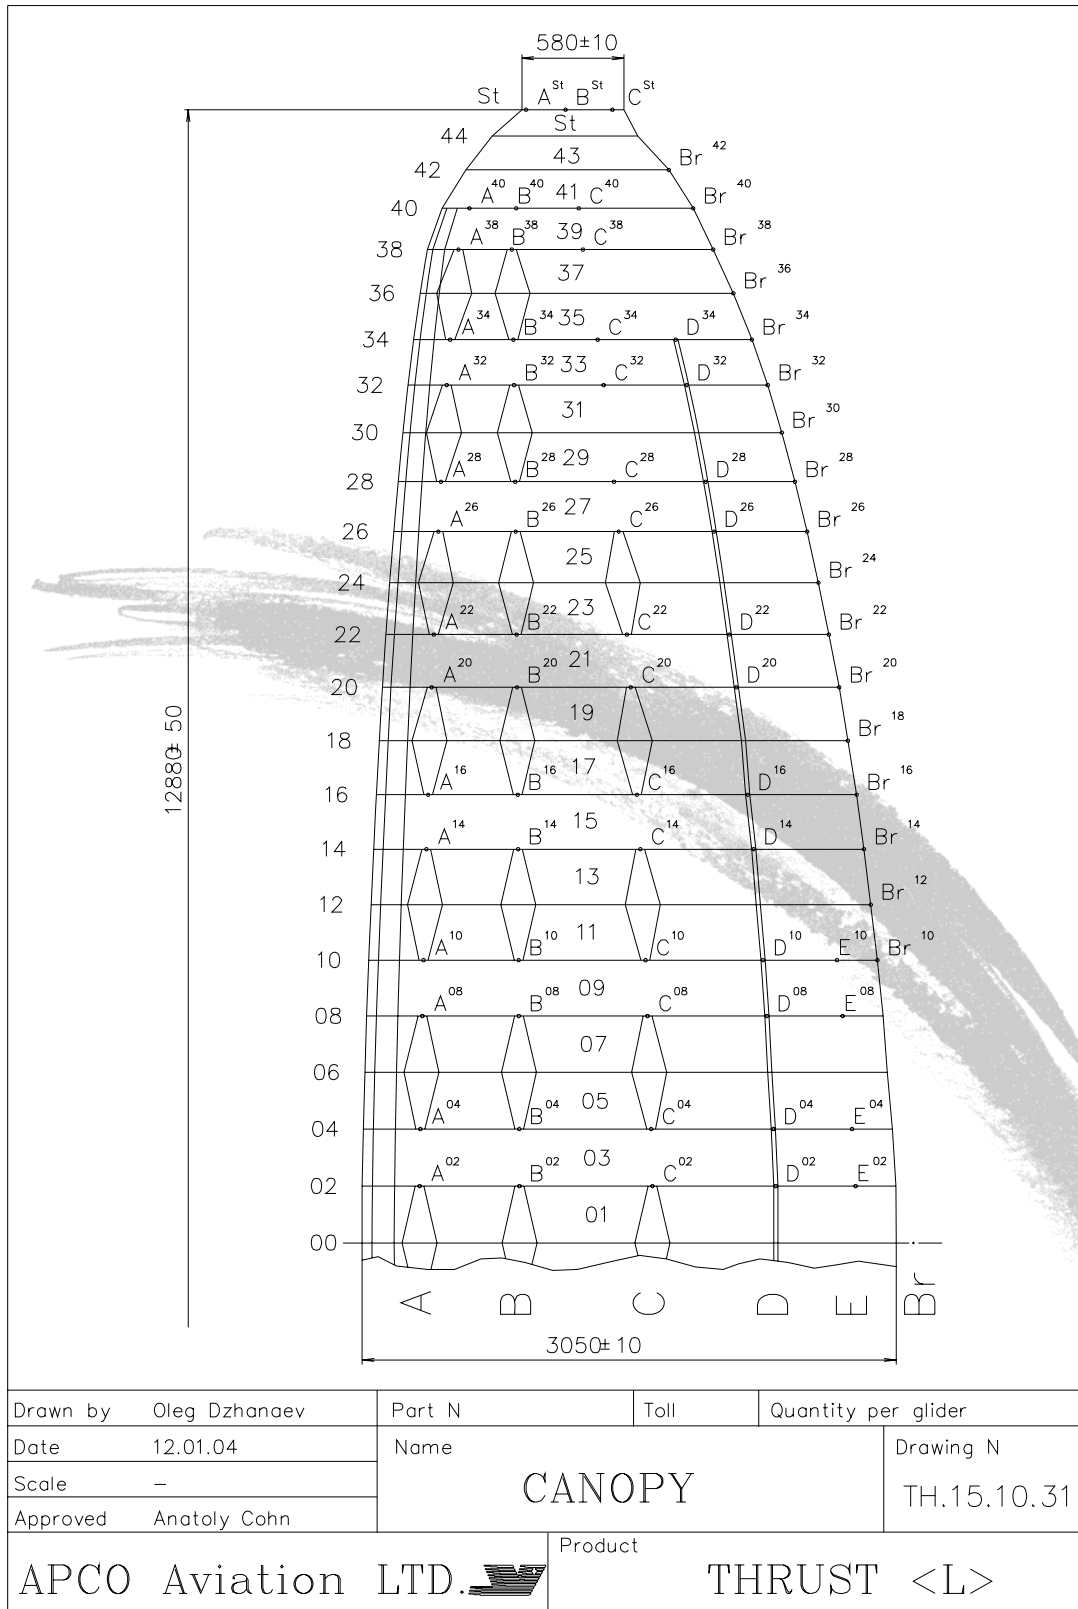 580±10
St A St B St C St
St
44
43
42 Br 42
A 40 B 40 41 C 40 Br 40
40
A 38 B 38 39 C 38 Br 38
38
37
36 Br 36
A 34 B 34 35 C 34 D 34 Br 34
34
A 32 B 32 33 C 32 D 32 Br 32
32
31
30 Br 30
A 28 B 28 29 C 28 D 28 Br 28
28
A 26 B 26 27 C 26 D 26 Br 26
26
25
24 Br 24
A 22 B 22 23 C 22 D 22 Br 22
22
A 20 B 20 21 C 20 D 20 Br 20
20
19
18 Br 18
12880±50
A 16 B 16 17 C 16 D 16 Br 16
16
A 14 B 14 15 C 14 D 14 Br 14
14
13
12 Br 12
A 10 B 10 11 C 10 D 10 E 10 Br 10
10
A 08 B 08 09 C 08 D 08 E 08
08
07
06
A 04 B 04 05 C 04 D 04 E 04
04
A 02 B 02 03 C 02 D 02 E 02
02
01
00
A B C D E Br
3050±10
Drawn by Oleg Dzhanaev Part N Toll Quantity per glider
Date 12.01.04 Name Drawing N
Scale –
CANOPY TH.15.10.31
Approved Anatoly Cohn
Product
APCO Aviation LTD. THRUST <L>